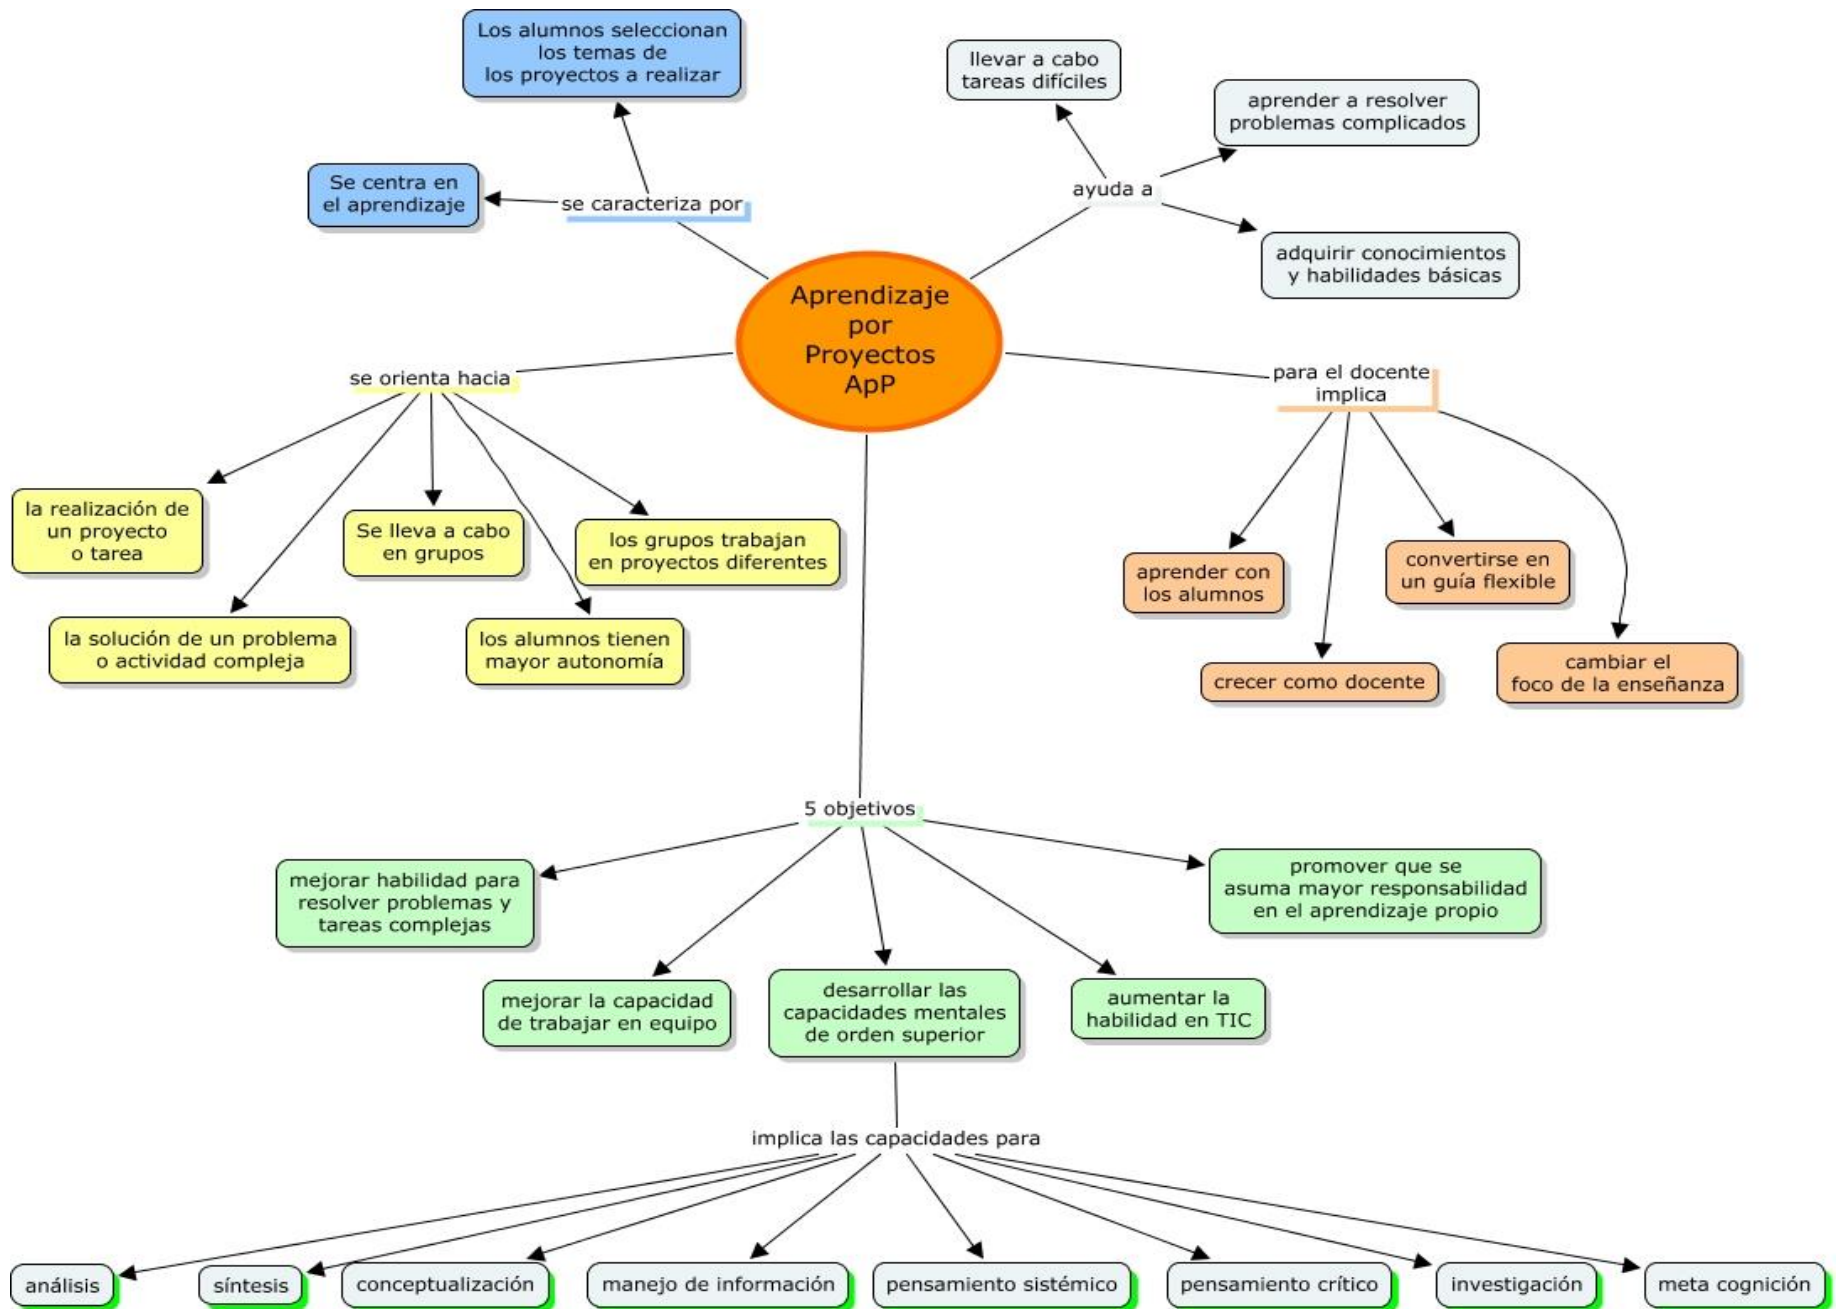 Los alumnos seleccionan
los temas de
los proyectos a realizar
llevar a cabo
tareas difíciles
aprender a resolver
problemas complicados
Se centra en
el aprendizaje
se caracteriza por
ayuda a
adquirir conocimientos
y habilidades básicas
Aprendizaje
por
Proyectos
ApP
se orienta hacia
para el docente
implica
la realización de
un proyecto
o tarea
Se lleva a cabo
en grupos
los grupos trabajan
en proyectos diferentes
la solución de un problema
o actividad compleja
los alumnos tienen
mayor autonomía
aprender con
los alumnos
convertirse en
un guía flexible
crecer como docente
cambiar el
foco de la enseñanza
5 objetivos
mejorar habilidad para
resolver problemas y
tareas complejas
promover que se
asuma mayor responsabilidad
en el aprendizaje propio
mejorar la capacidad
de trabajar en equipo
desarrollar las
capacidades mentales
de orden superior
aumentar la
habilidad en TIC
implica las capacidades para
análisis
síntesis
conceptualización
manejo de información
pensamiento sistémico
pensamiento crítico
investigación
meta cognición